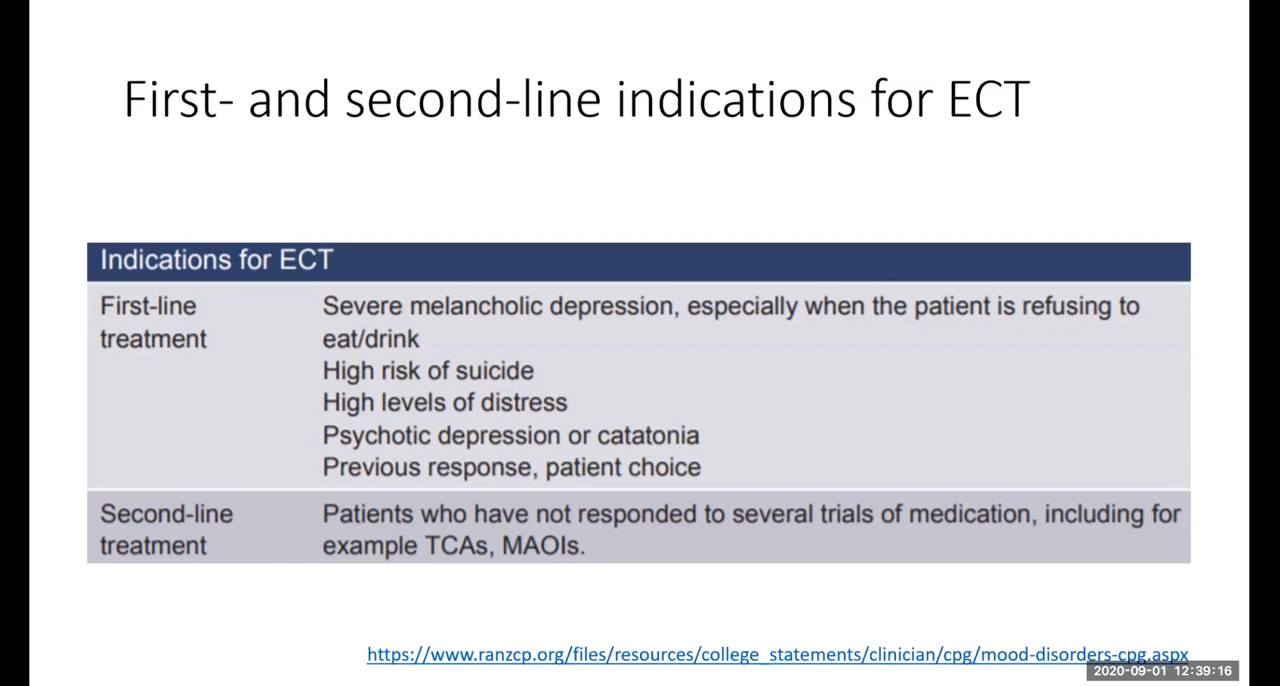 First- and second-line indications for ECT
Indications for ECT
First-line
treatment
Severe melancholic depression, especially when the patient is refusing to
eat/drink
High risk of suicide
High levels of distress
Psychotic depression or catatonia
Previous response, patient choice
Second-line
treatment
Patients who have not responded to several trials of medication, including for
example TCAs, MAOIs.
https://www.ranzcp.org/files/resources/college_statements/clinician/cpg/mood-disorders-cpg.aspx
2020-09-01 12:39:16